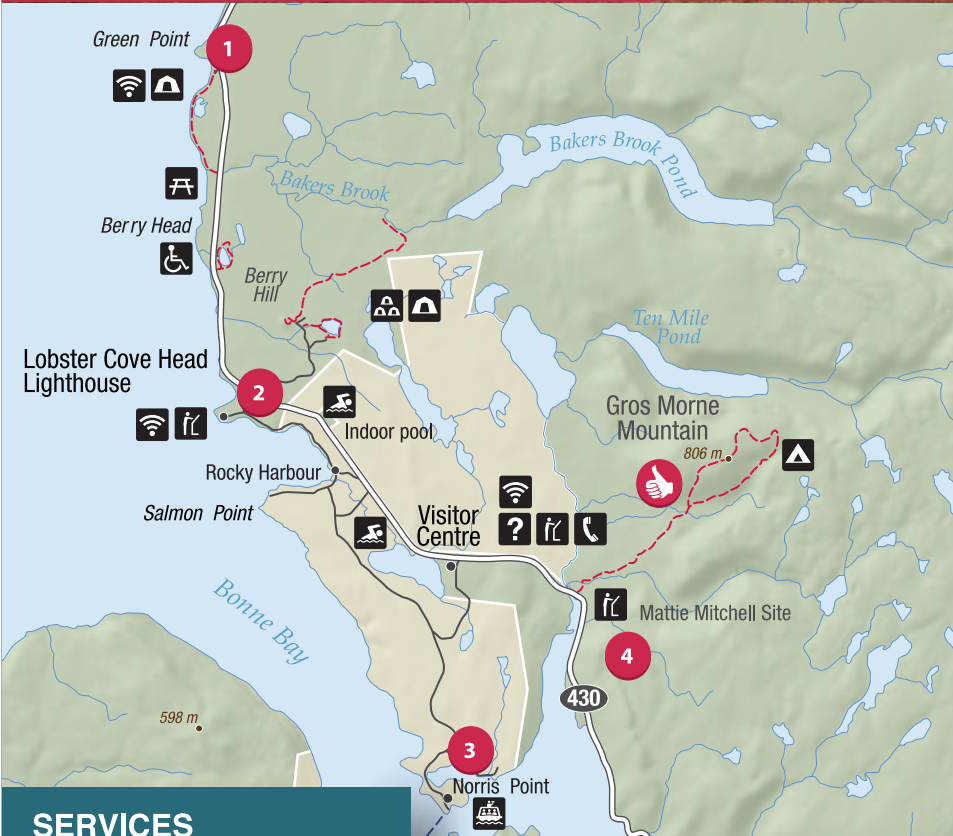 Green Point
1
Bakers Brook Pond
Bakers Brook
Berry Head
Berry
Hill
Ten Mile
Pond
Lobster Cove Head
Lighthouse
2
Gros Morne
Mountain
806 m
Indoor pool
Rocky Harbour
Salmon Point
Visitor
Centre
?
Mattie Mitchell Site
Bonne Bay
4
430
598 m
3
Norris Point
SERVICES